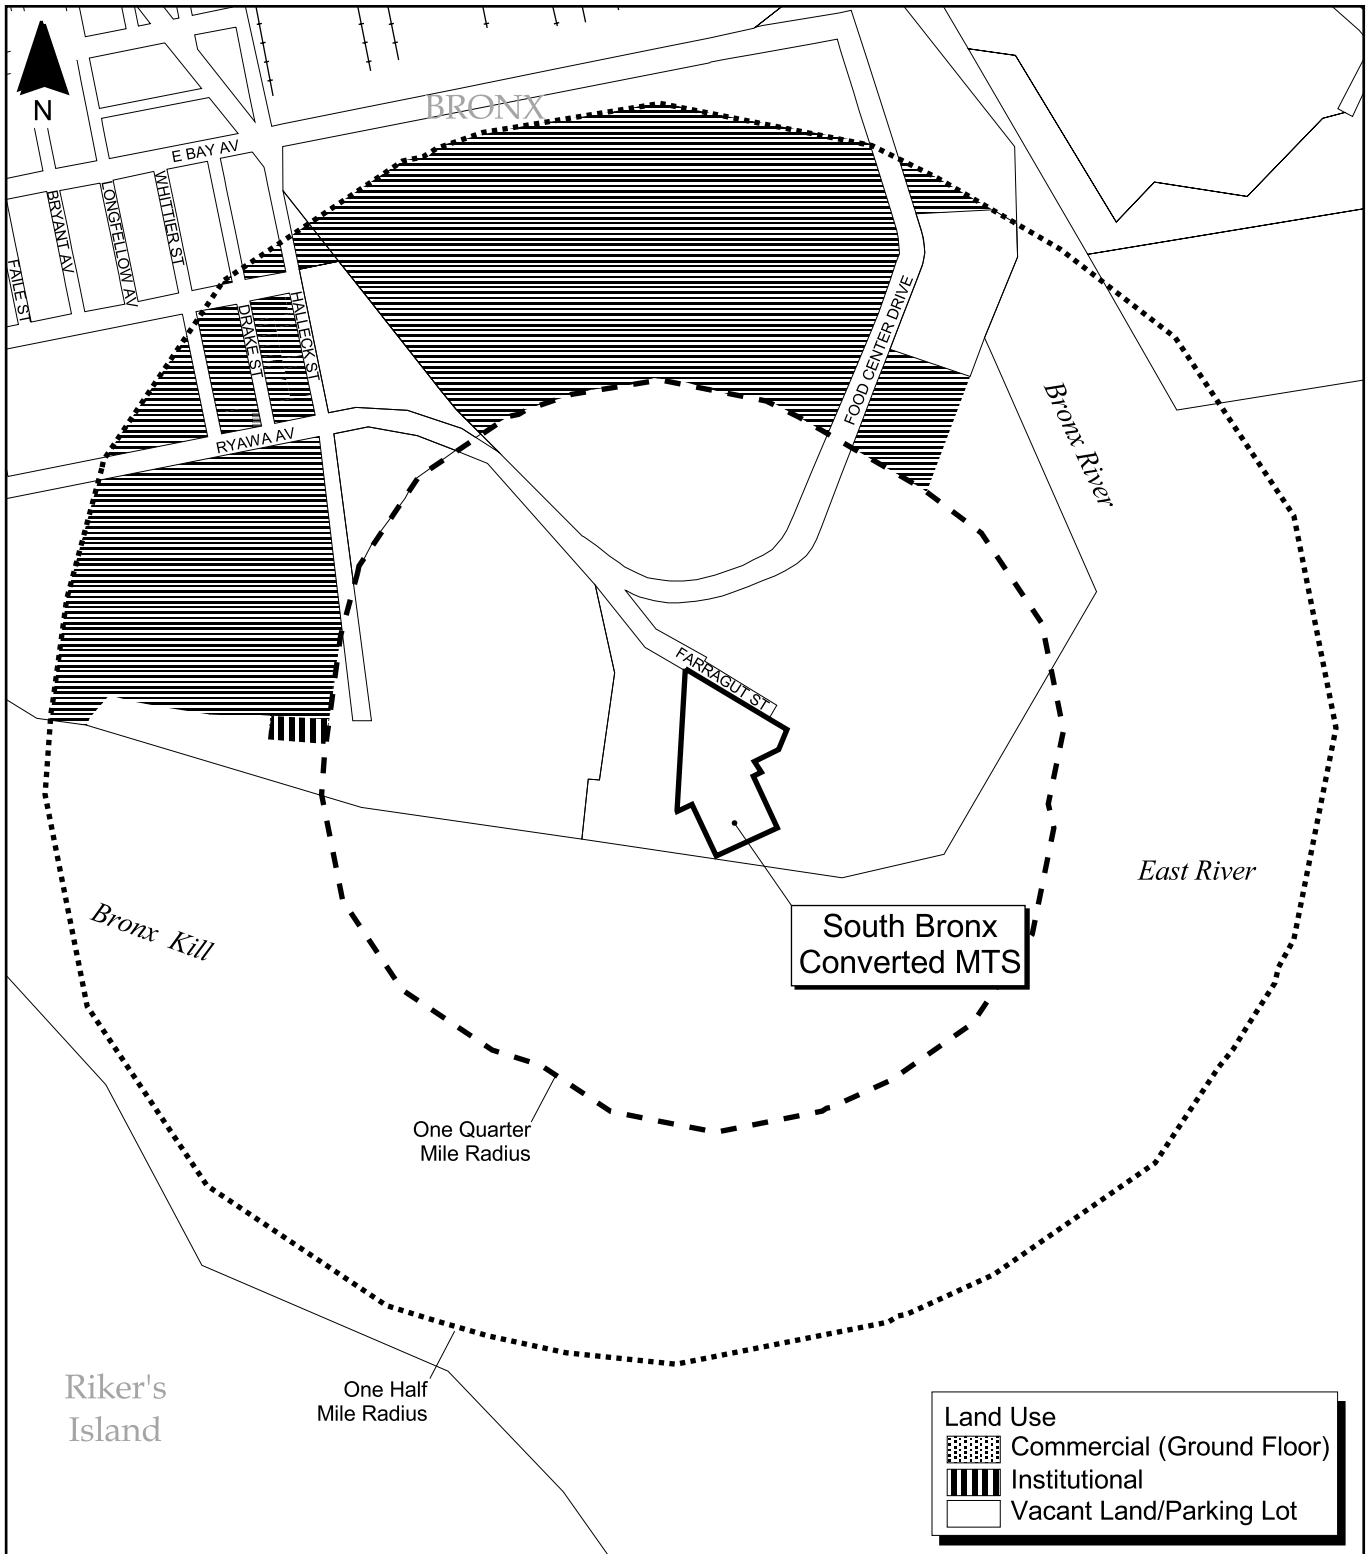 N
BRONX
E BAY AV
FAILE ST
BRYANT AV
LONGFELLOW AV
WHITTIER ST
DRAKE ST
HALLECK ST
RYAWA AV
FOOD CENTER DRIVE
Bronx River
FARRAGUT ST
East River
South Bronx
Converted MTS
Bronx Kill
One Quarter
Mile Radius
One Half
Mile Radius
Riker's
Island
Land Use
Commercial (Ground Floor)
Institutional
Vacant Land/Parking Lot